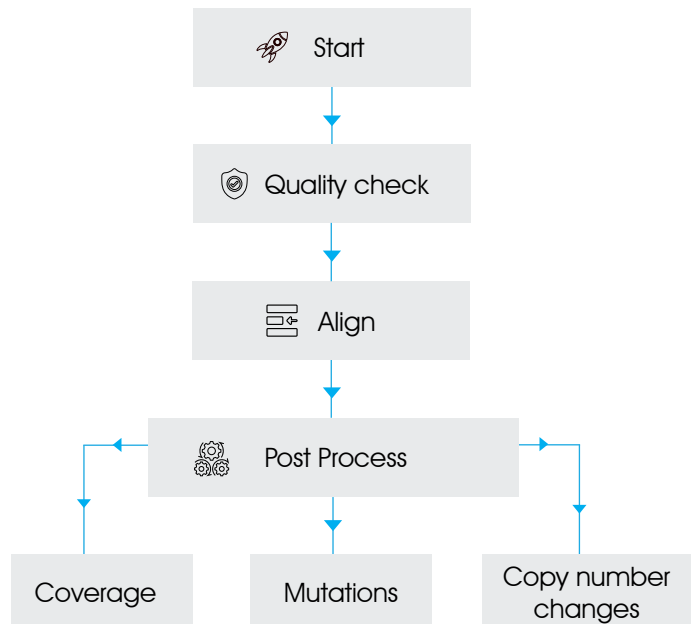 Start
Quality check
Align
Post Process
Coverage
Mutations
Copy number
changes